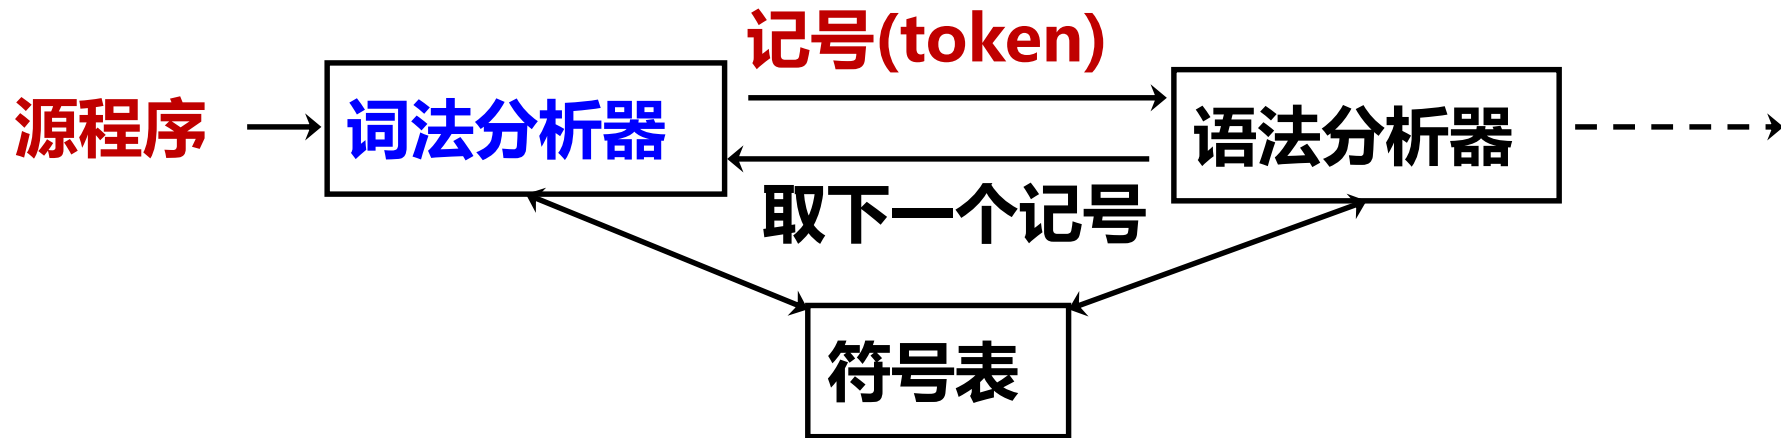 记号(token)
源程序
词法分析器
语法分析器
取下一个记号
符号表